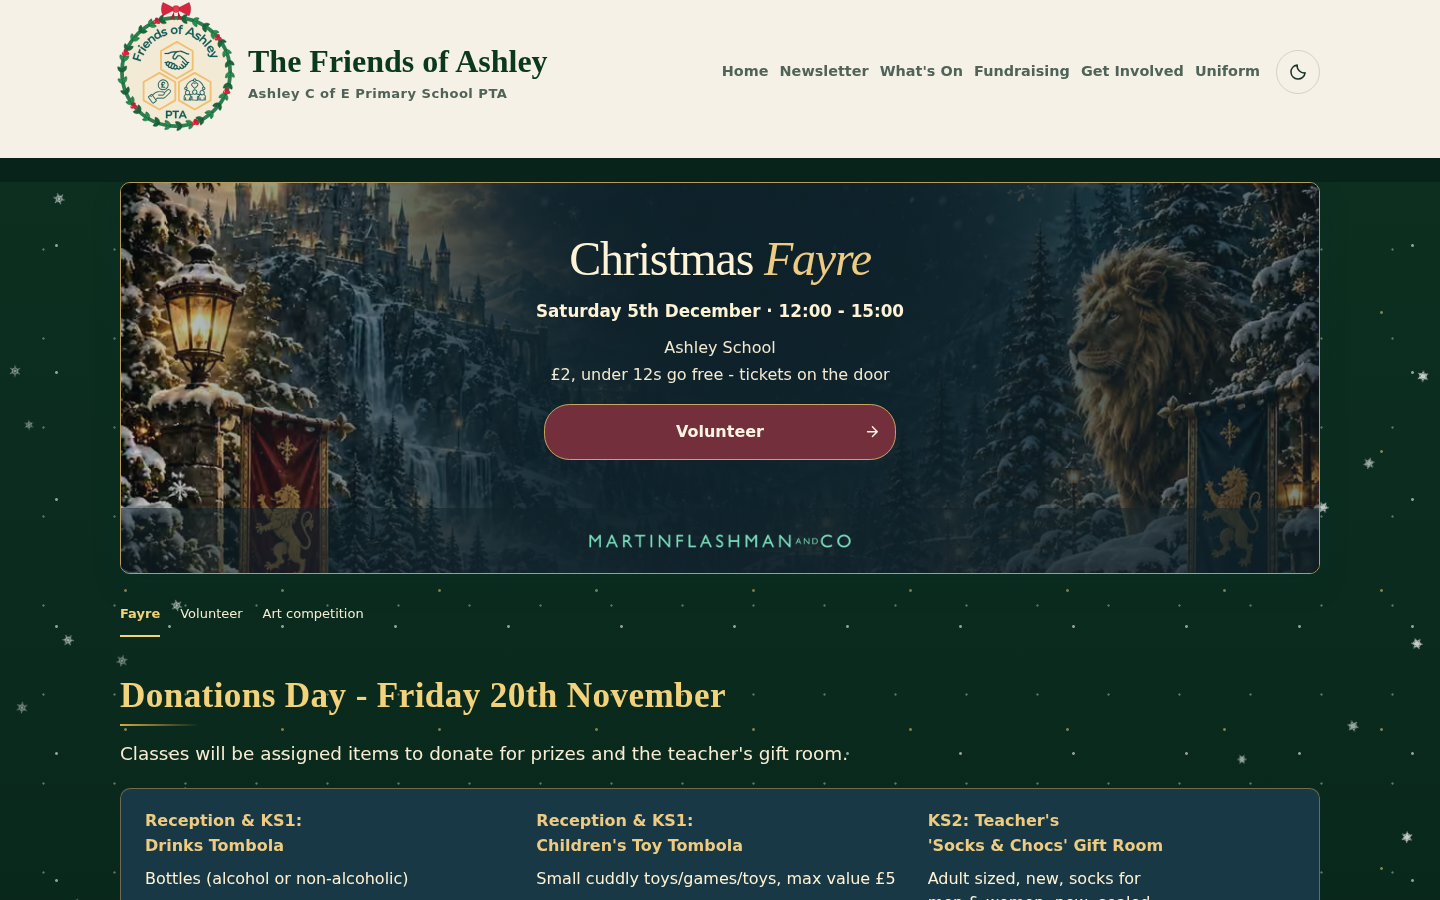 Friends of Ashley
PTA
The Friends of Ashley
Ashley C of E Primary School PTA
Home Newsletter What's On Fundraising Get Involved Uniform
Christmas Fayre
Saturday 5th December · 12:00 - 15:00
Ashley School
£2, under 12s go free - tickets on the door
Volunteer →
MARTINFLASHMANANDCO
Fayre Volunteer Art competition
Donations Day - Friday 20th November
Classes will be assigned items to donate for prizes and the teacher's gift room.
Reception & KS1:
Drinks Tombola
Bottles (alcohol or non-alcoholic)
Reception & KS1:
Children's Toy Tombola
Small cuddly toys/games/toys, max value £5
KS2: Teacher's
'Socks & Chocs' Gift Room
Adult sized, new, socks for
men & women, new, sealed